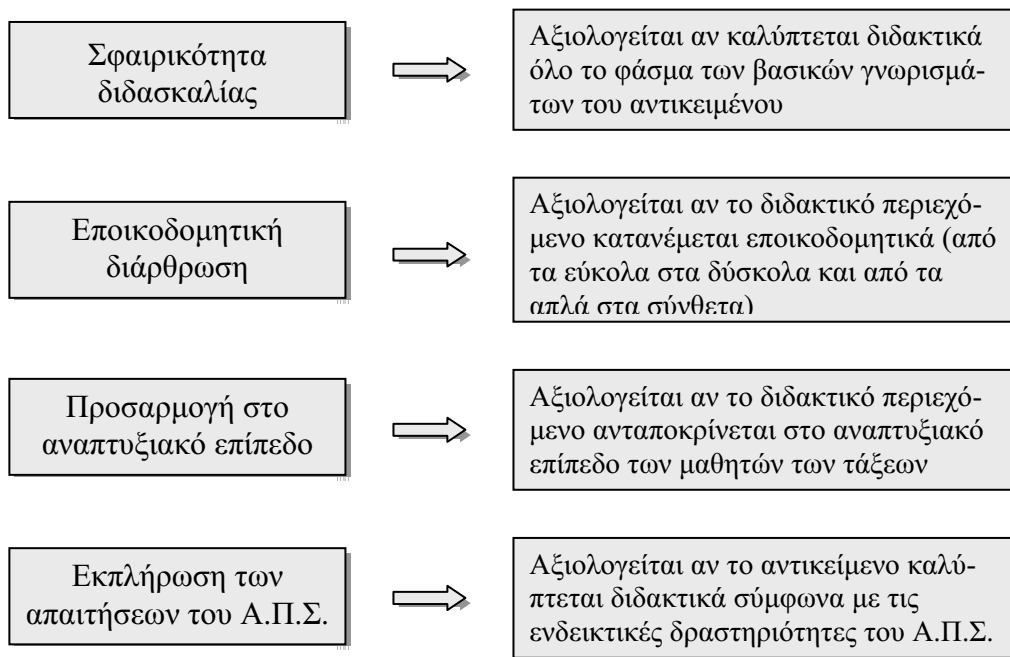 Σφαιρικότητα
διδασκαλίας
Αξιολογείται αν καλύπτεται διδακτικά
όλο το φάσμα των βασικών γνωρισμά-
των του αντικειμένου
Εποικοδομητική
διάρθρωση
Αξιολογείται αν το διδακτικό περιεχό-
μενο κατανέμεται εποικοδομητικά (από
τα εύκολα στα δύσκολα και από τα
απλά στα σύνθετα)
Προσαρμογή στο
αναπτυξιακό επίπεδο
Αξιολογείται αν το διδακτικό περιεχό-
μενο ανταποκρίνεται στο αναπτυξιακό
επίπεδο των μαθητών των τάξεων
Εκπλήρωση των
απαιτήσεων του Α.Π.Σ.
Αξιολογείται αν το αντικείμενο καλύ-
πτεται διδακτικά σύμφωνα με τις
ενδεικτικές δραστηριότητες του Α.Π.Σ.